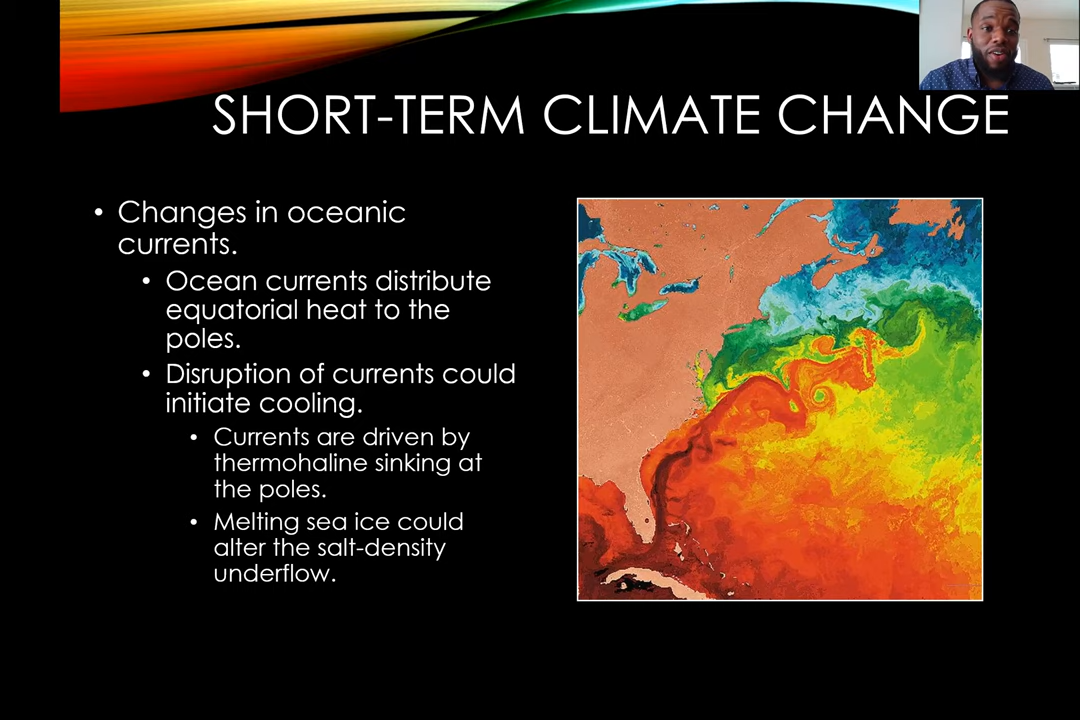 SHORT-TERM CLIMATE CHANGE
• Changes in oceanic
currents.
• Ocean currents distribute
equatorial heat to the
poles.
• Disruption of currents could
initiate cooling.
• Currents are driven by
thermohaline sinking at
the poles.
• Melting sea ice could
alter the salt-density
underflow.